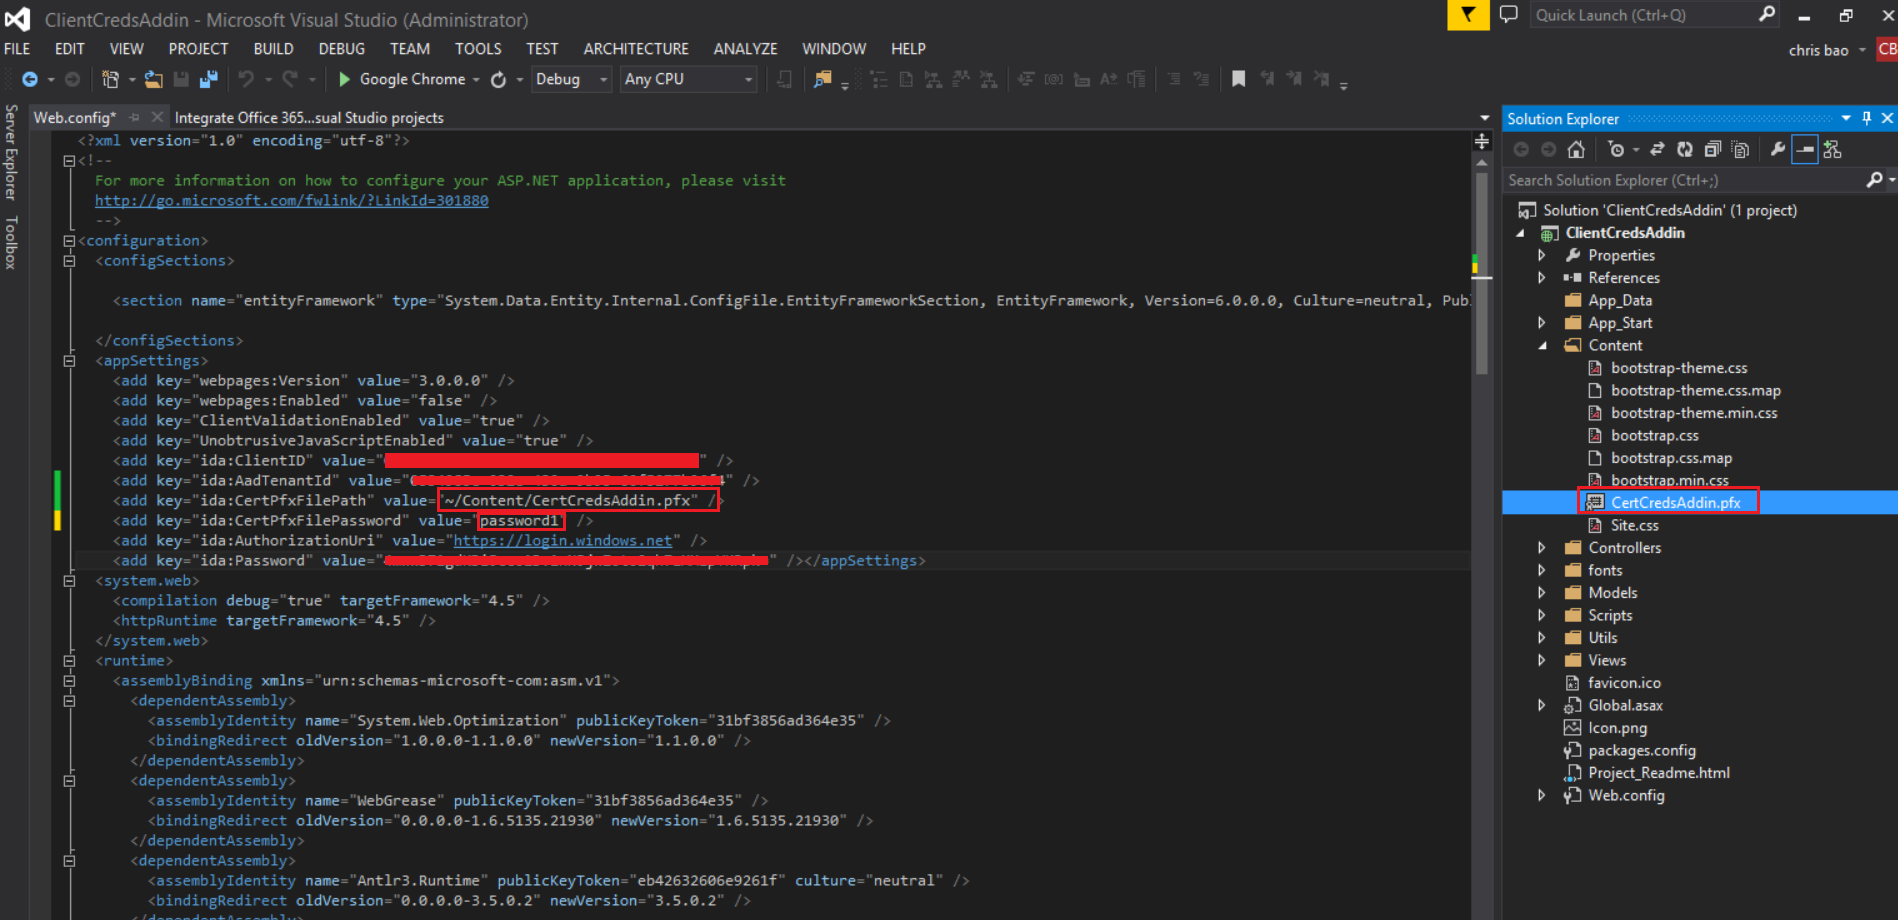 ClientCredsAddin - Microsoft Visual Studio (Administrator)
Quick Launch (Ctrl+Q)
FILE EDIT VIEW PROJECT BUILD DEBUG TEAM TOOLS TEST ARCHITECTURE ANALYZE WINDOW HELP
chris bao CB
Google Chrome Debug Any CPU
Server Explorer
Toolbox
Web.config* Integrate Office 365...sual Studio projects
<?xml version="1.0" encoding="utf-8"?>
<!--
For more information on how to configure your ASP.NET application, please visit
http://go.microsoft.com/fwlink/?LinkId=301880
-->
<configuration>
<configSections>
<section name="entityFramework" type="System.Data.Entity.Internal.ConfigFile.EntityFrameworkSection, EntityFramework, Version=6.0.0.0, Culture=neutral, Publ
</configSections>
<appSettings>
<add key="webpages:Version" value="3.0.0.0" />
<add key="webpages:Enabled" value="false" />
<add key="ClientValidationEnabled" value="true" />
<add key="UnobtrusiveJavaScriptEnabled" value="true" />
<add key="ida:ClientID" value=" " />
<add key="ida:AadTenantId" value=" " />
<add key="ida:CertPfxFilePath" value="~/Content/CertCredsAddin.pfx" />
<add key="ida:CertPfxFilePassword" value="password1" />
<add key="ida:AuthorizationUri" value="https://login.windows.net" />
<add key="ida:Password" value=" " /></appSettings>
<system.web>
<compilation debug="true" targetFramework="4.5" />
<httpRuntime targetFramework="4.5" />
</system.web>
<runtime>
<assemblyBinding xmlns="urn:schemas-microsoft-com:asm.v1">
<dependentAssembly>
<assemblyIdentity name="System.Web.Optimization" publicKeyToken="31bf3856ad364e35" />
<bindingRedirect oldVersion="1.0.0.0-1.1.0.0" newVersion="1.1.0.0" />
</dependentAssembly>
<dependentAssembly>
<assemblyIdentity name="WebGrease" publicKeyToken="31bf3856ad364e35" />
<bindingRedirect oldVersion="0.0.0.0-1.6.5135.21930" newVersion="1.6.5135.21930" />
</dependentAssembly>
<dependentAssembly>
<assemblyIdentity name="Antlr3.Runtime" publicKeyToken="eb42632606e9261f" culture="neutral" />
<bindingRedirect oldVersion="0.0.0.0-3.5.0.2" newVersion="3.5.0.2" />
</dependentAssembly>
Solution Explorer
Search Solution Explorer (Ctrl+;)
Solution 'ClientCredsAddin' (1 project)
ClientCredsAddin
Properties
References
App_Data
App_Start
Content
bootstrap-theme.css
bootstrap-theme.css.map
bootstrap-theme.min.css
bootstrap.css
bootstrap.css.map
bootstrap.min.css
CertCredsAddin.pfx
Site.css
Controllers
fonts
Models
Scripts
Utils
Views
favicon.ico
Global.asax
Icon.png
packages.config
Project_Readme.html
Web.config